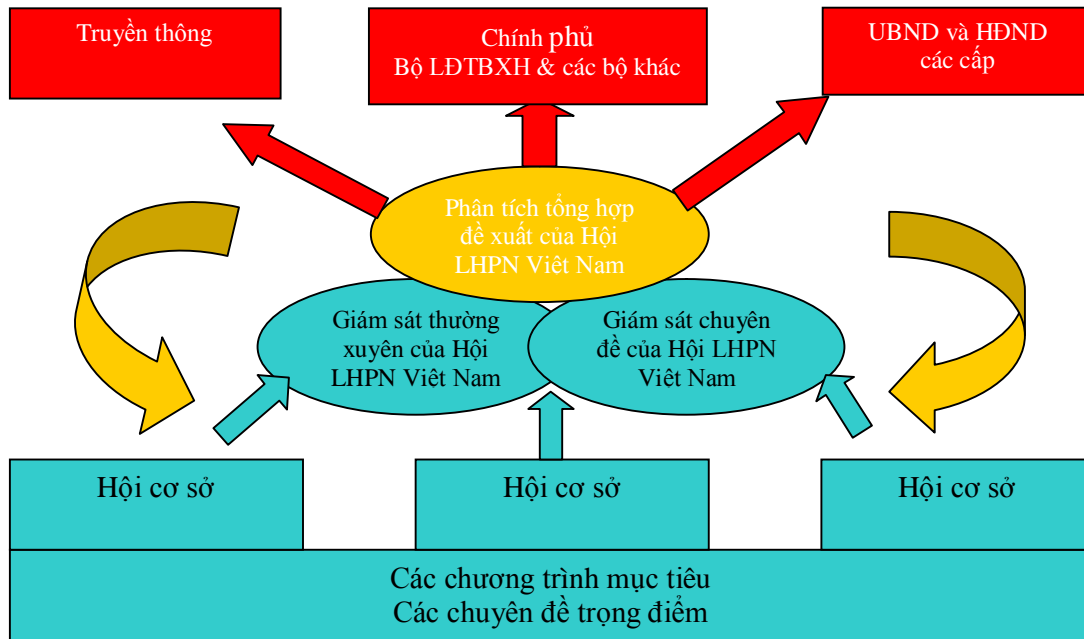 Truyền thông
Chính phủ
Bộ LĐTBXH & các bộ khác
UBND và HĐND
các cấp
Phân tích tổng hợp
đề xuất của Hội
LHPN Viêt Nam
Giám sát thường
xuyên của Hội
LHPN Viêt Nam
Giám sát chuyên
đề của Hội LHPN
Viêt Nam
Hội cơ sở
Hội cơ sở
Hội cơ sở
Các chương trình mục tiêu
Các chuyên đề trọng điểm